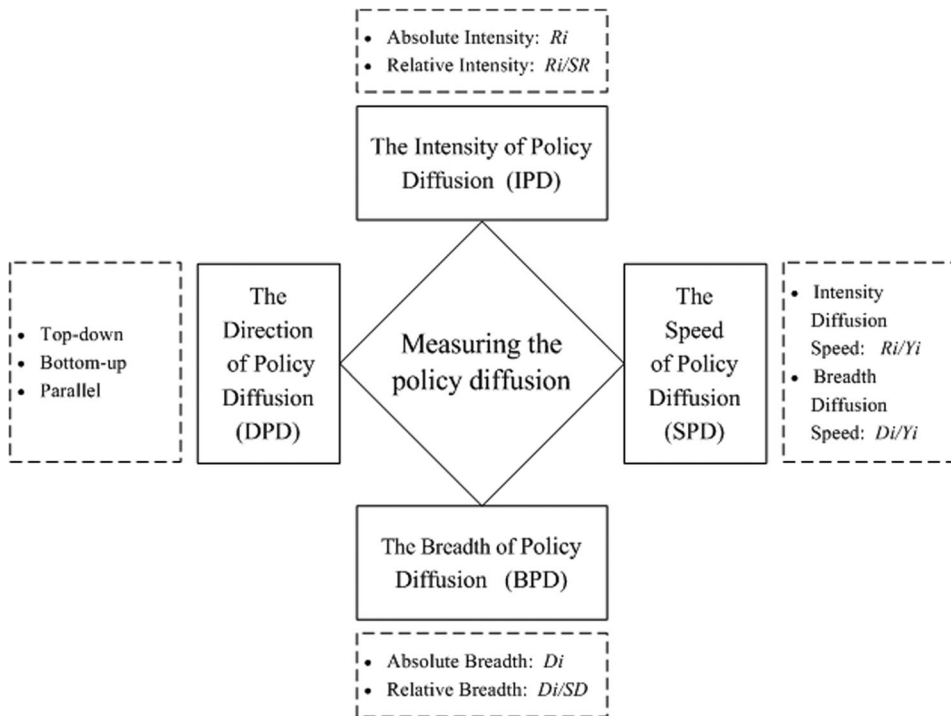 • Absolute Intensity: Ri
• Relative Intensity: Ri/SR
The Intensity of Policy
Diffusion (IPD)
• Top-down
• Bottom-up
• Parallel
The
Direction
of Policy
Diffusion
(DPD)
Measuring the
policy diffusion
The
Speed
of Policy
Diffusion
(SPD)
• Intensity
Diffusion
Speed: Ri/Yi
• Breadth
Diffusion
Speed: Di/Yi
The Breadth of Policy
Diffusion (BPD)
• Absolute Breadth: Di
• Relative Breadth: Di/SD